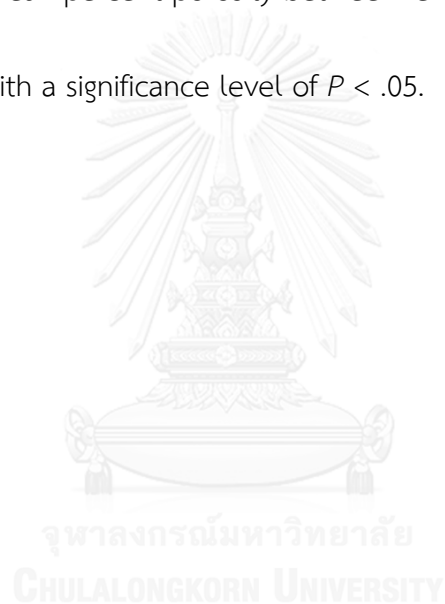 ith a significance level of P < .05.
จุฬาลงกรณ์มหาวิทยาลัย
CHULALONGKORN UNIVERSITY